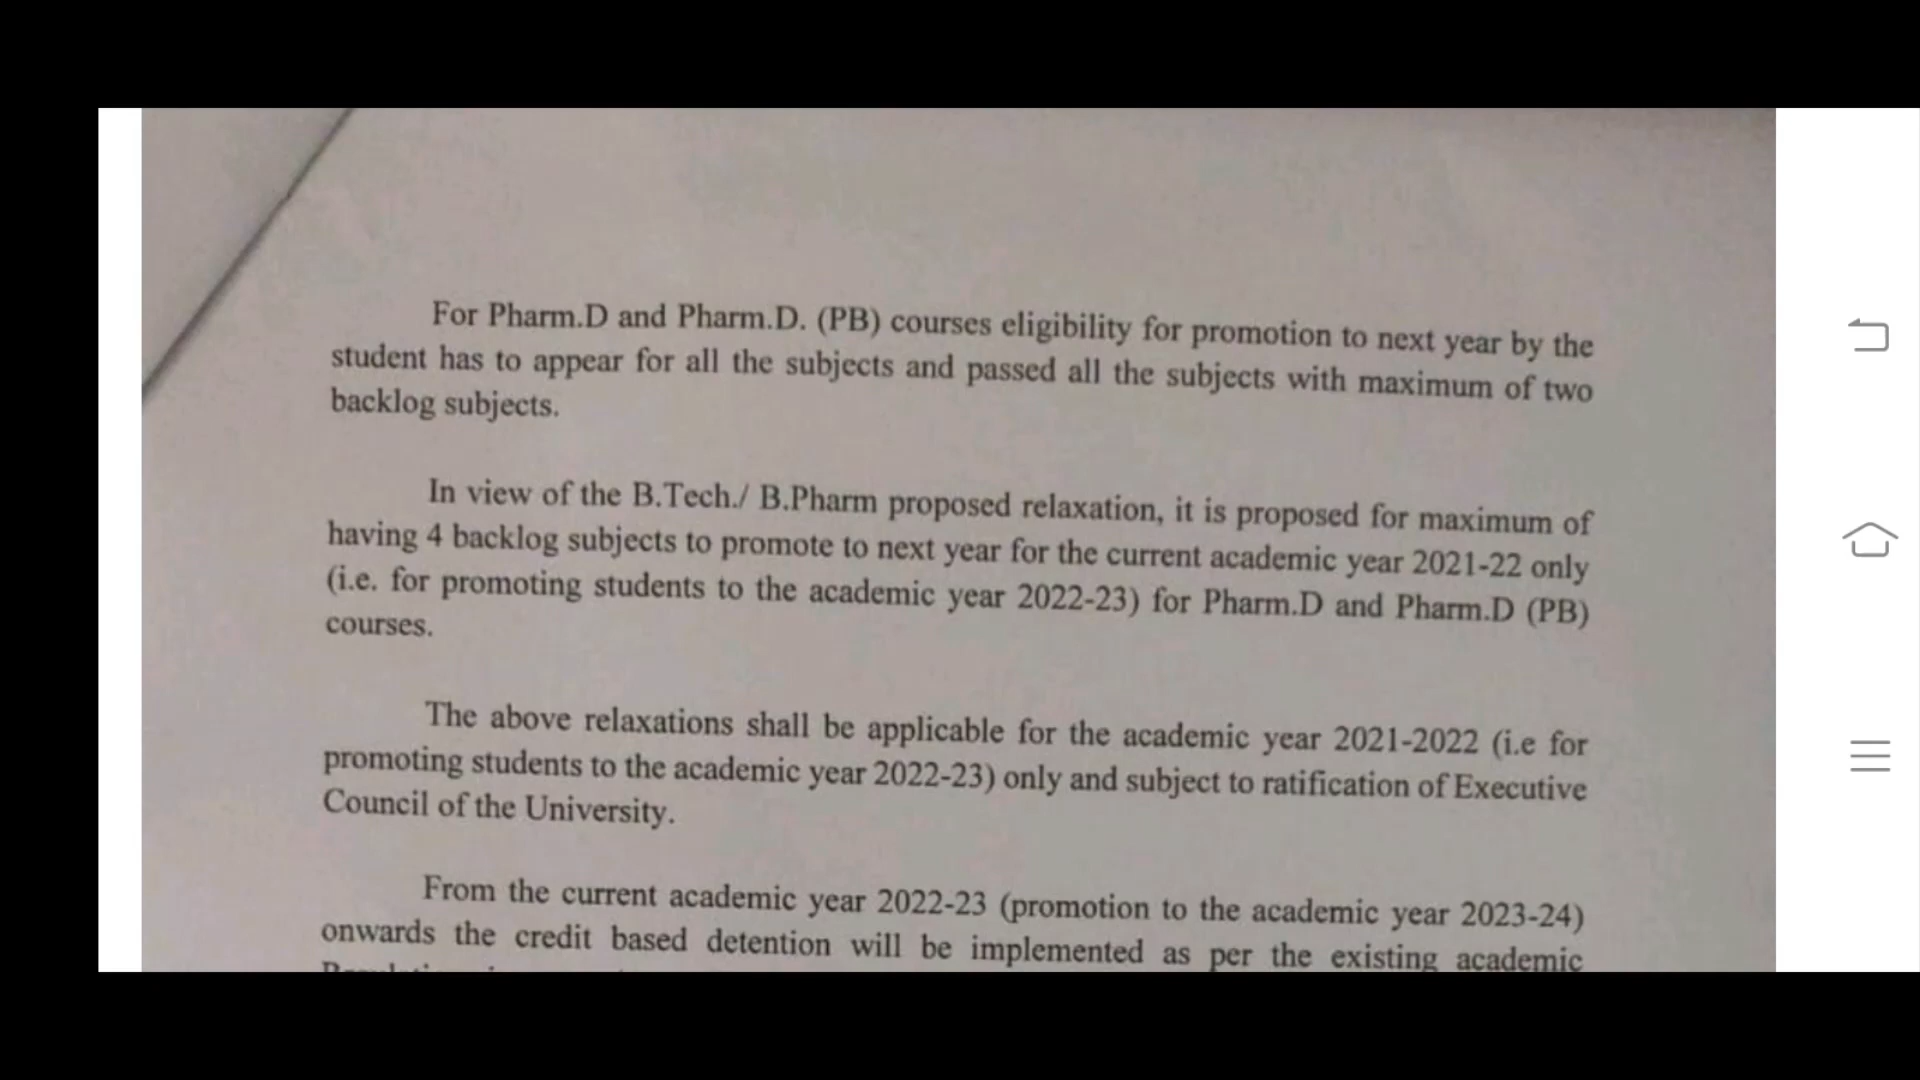 For Pharm.D and Pharm.D. (PB) courses eligibility for promotion to next year by the
student has to appear for all the subjects and passed all the subjects with maximum of two
backlog subjects.
In view of the B.Tech./ B.Pharm proposed relaxation, it is proposed for maximum of
having 4 backlog subjects to promote to next year for the current academic year 2021-22 only
(i.e. for promoting students to the academic year 2022-23) for Pharm.D and Pharm.D (PB)
courses.
The above relaxations shall be applicable for the academic year 2021-2022 (i.e for
promoting students to the academic year 2022-23) only and subject to ratification of Executive
Council of the University.
From the current academic year 2022-23 (promotion to the academic year 2023-24)
onwards the credit based detention will be implemented as per the existing academic